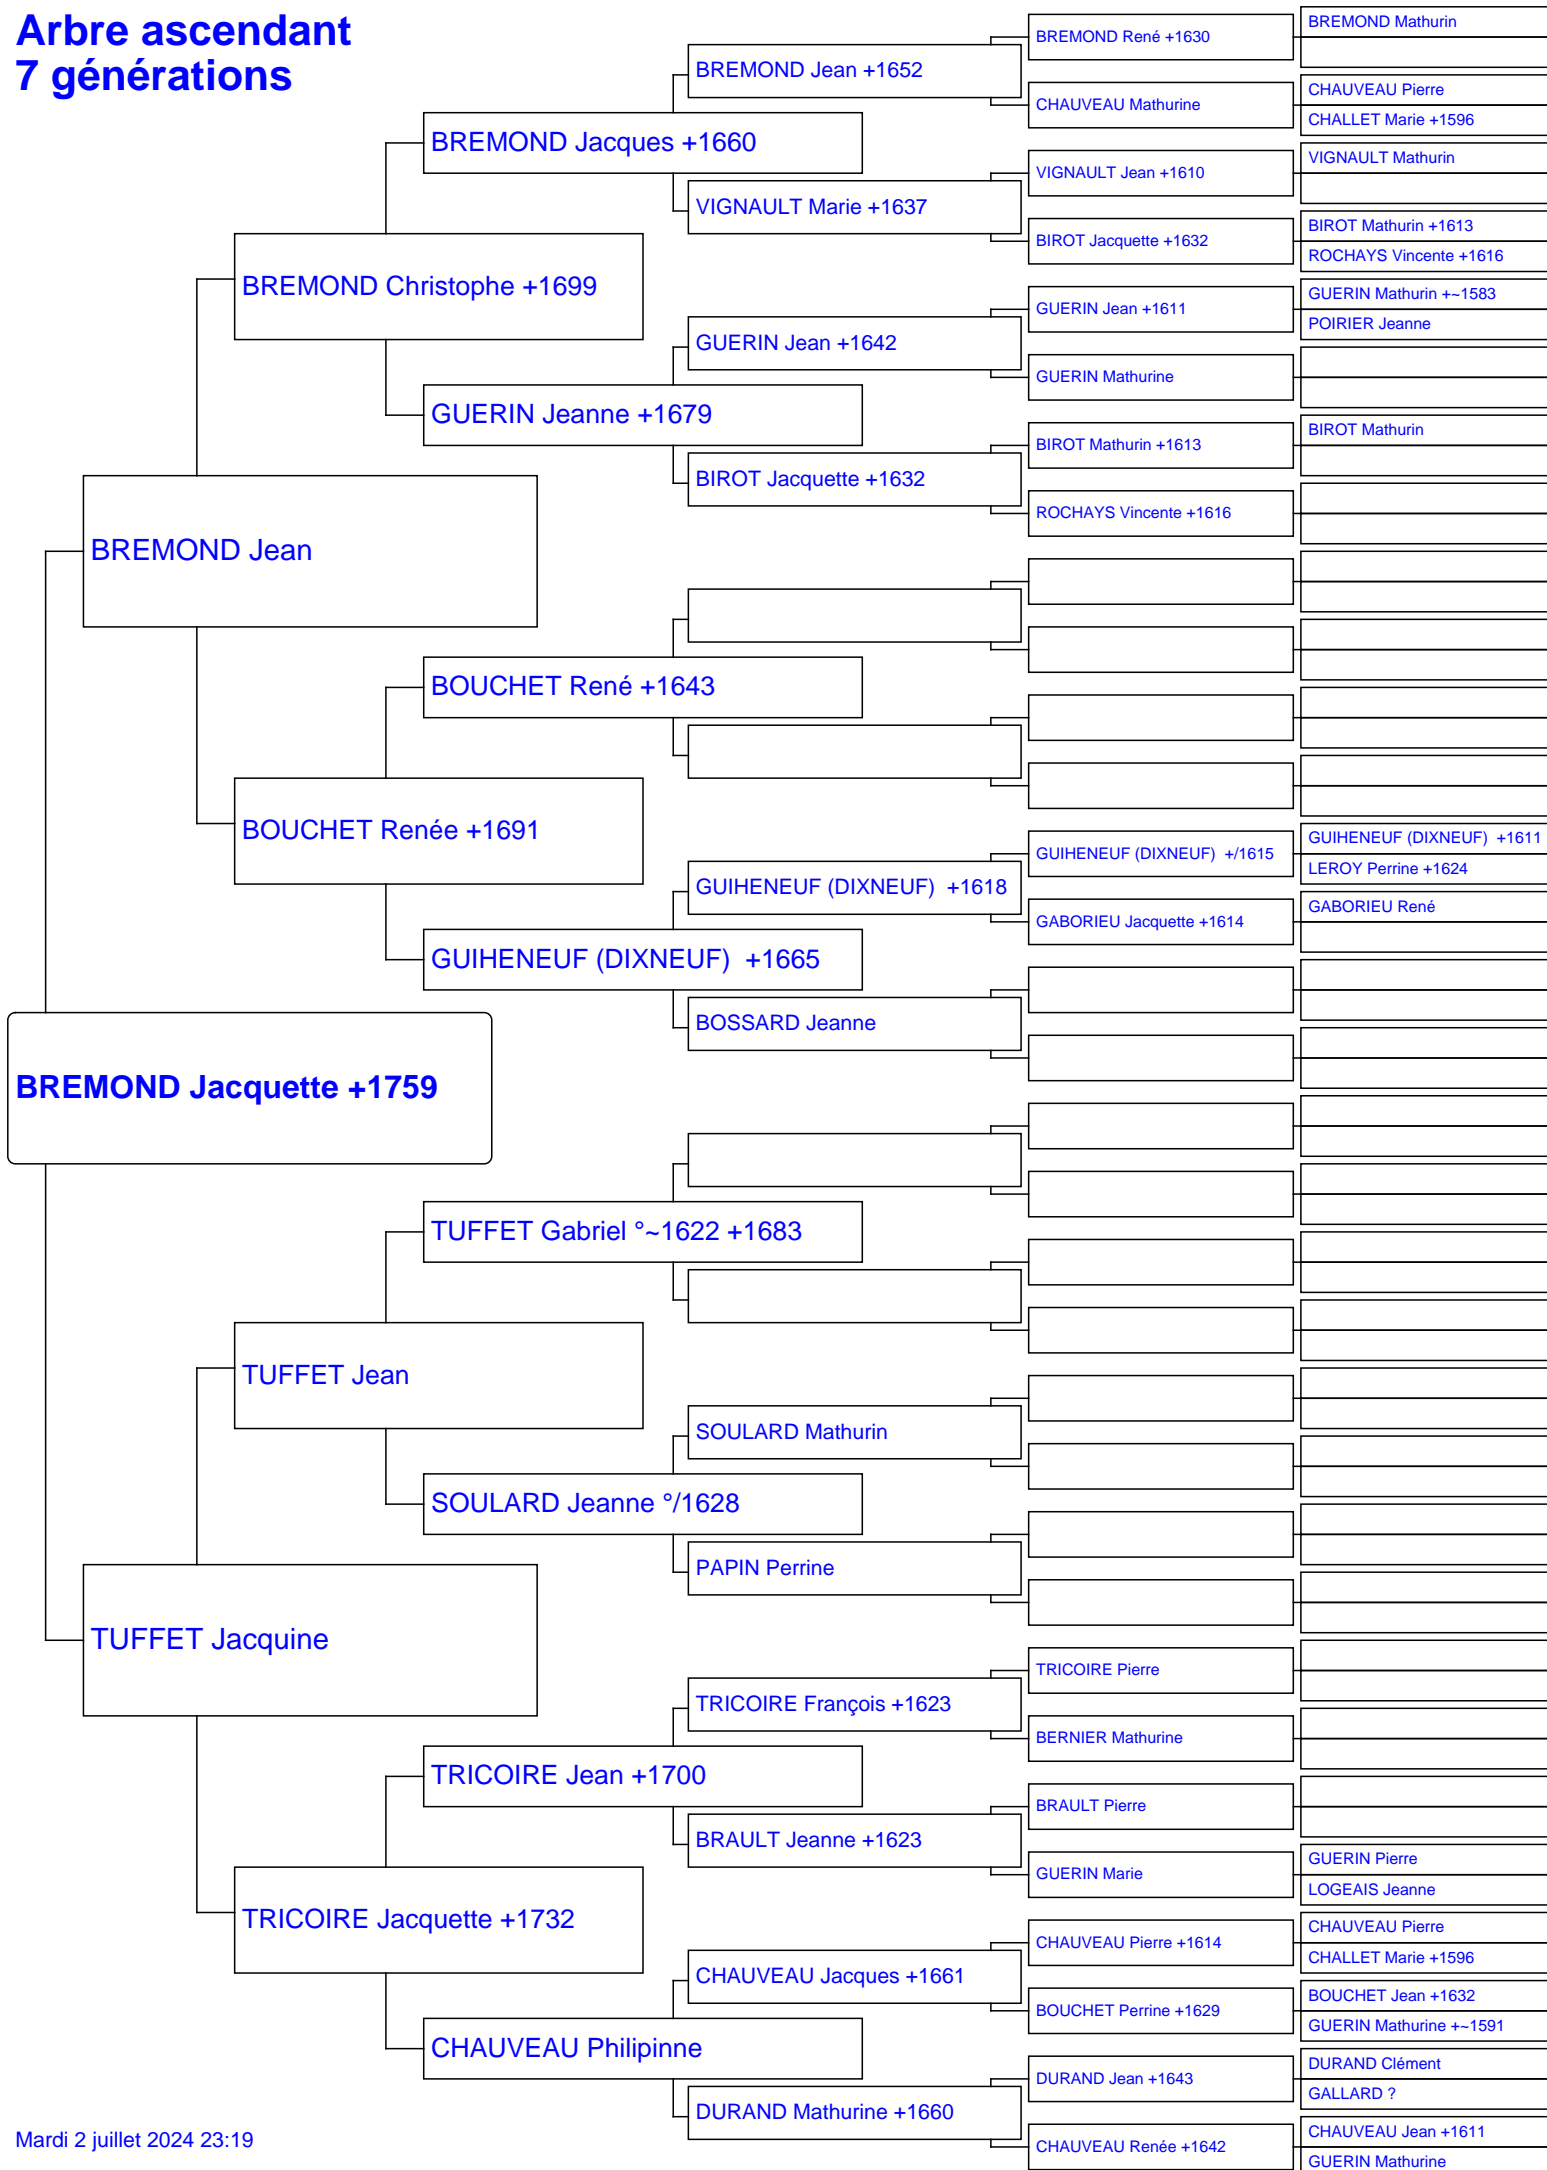 Arbre ascendant
7 générations
BREMOND Jacquette +1759
BREMOND Jean
TUFFET Jacquine
BREMOND Christophe +1699
BOUCHET Renée +1691
TUFFET Jean
TRICOIRE Jacquette +1732
BREMOND Jacques +1660
GUERIN Jeanne +1679
BOUCHET René +1643
GUIHENEUF (DIXNEUF)  +1665
TUFFET Gabriel °~1622 +1683
SOULARD Jeanne °/1628
TRICOIRE Jean +1700
CHAUVEAU Philipinne
BREMOND Jean +1652
VIGNAULT Marie +1637
GUERIN Jean +1642
BIROT Jacquette +1632
GUIHENEUF (DIXNEUF)  +1618
BOSSARD Jeanne
SOULARD Mathurin
PAPIN Perrine
TRICOIRE François +1623
BRAULT Jeanne +1623
CHAUVEAU Jacques +1661
DURAND Mathurine +1660
BREMOND René +1630
CHAUVEAU Mathurine
VIGNAULT Jean +1610
BIROT Jacquette +1632
GUERIN Jean +1611
GUERIN Mathurine
BIROT Mathurin +1613
ROCHAYS Vincente +1616
GUIHENEUF (DIXNEUF)  +/1615
GABORIEU Jacquette +1614
TRICOIRE Pierre
BERNIER Mathurine
BRAULT Pierre
GUERIN Marie
CHAUVEAU Pierre +1614
BOUCHET Perrine +1629
DURAND Jean +1643
CHAUVEAU Renée +1642
BREMOND Mathurin
CHAUVEAU Pierre
CHALLET Marie +1596
VIGNAULT Mathurin
BIROT Mathurin +1613
ROCHAYS Vincente +1616
GUERIN Mathurin +~1583
POIRIER Jeanne
BIROT Mathurin
GUIHENEUF (DIXNEUF)  +1611
LEROY Perrine +1624
GABORIEU René
GUERIN Pierre
LOGEAIS Jeanne
CHAUVEAU Pierre
CHALLET Marie +1596
BOUCHET Jean +1632
GUERIN Mathurine +~1591
DURAND Clément
GALLARD ?
CHAUVEAU Jean +1611
GUERIN Mathurine
Mardi 2 juillet 2024 23:19